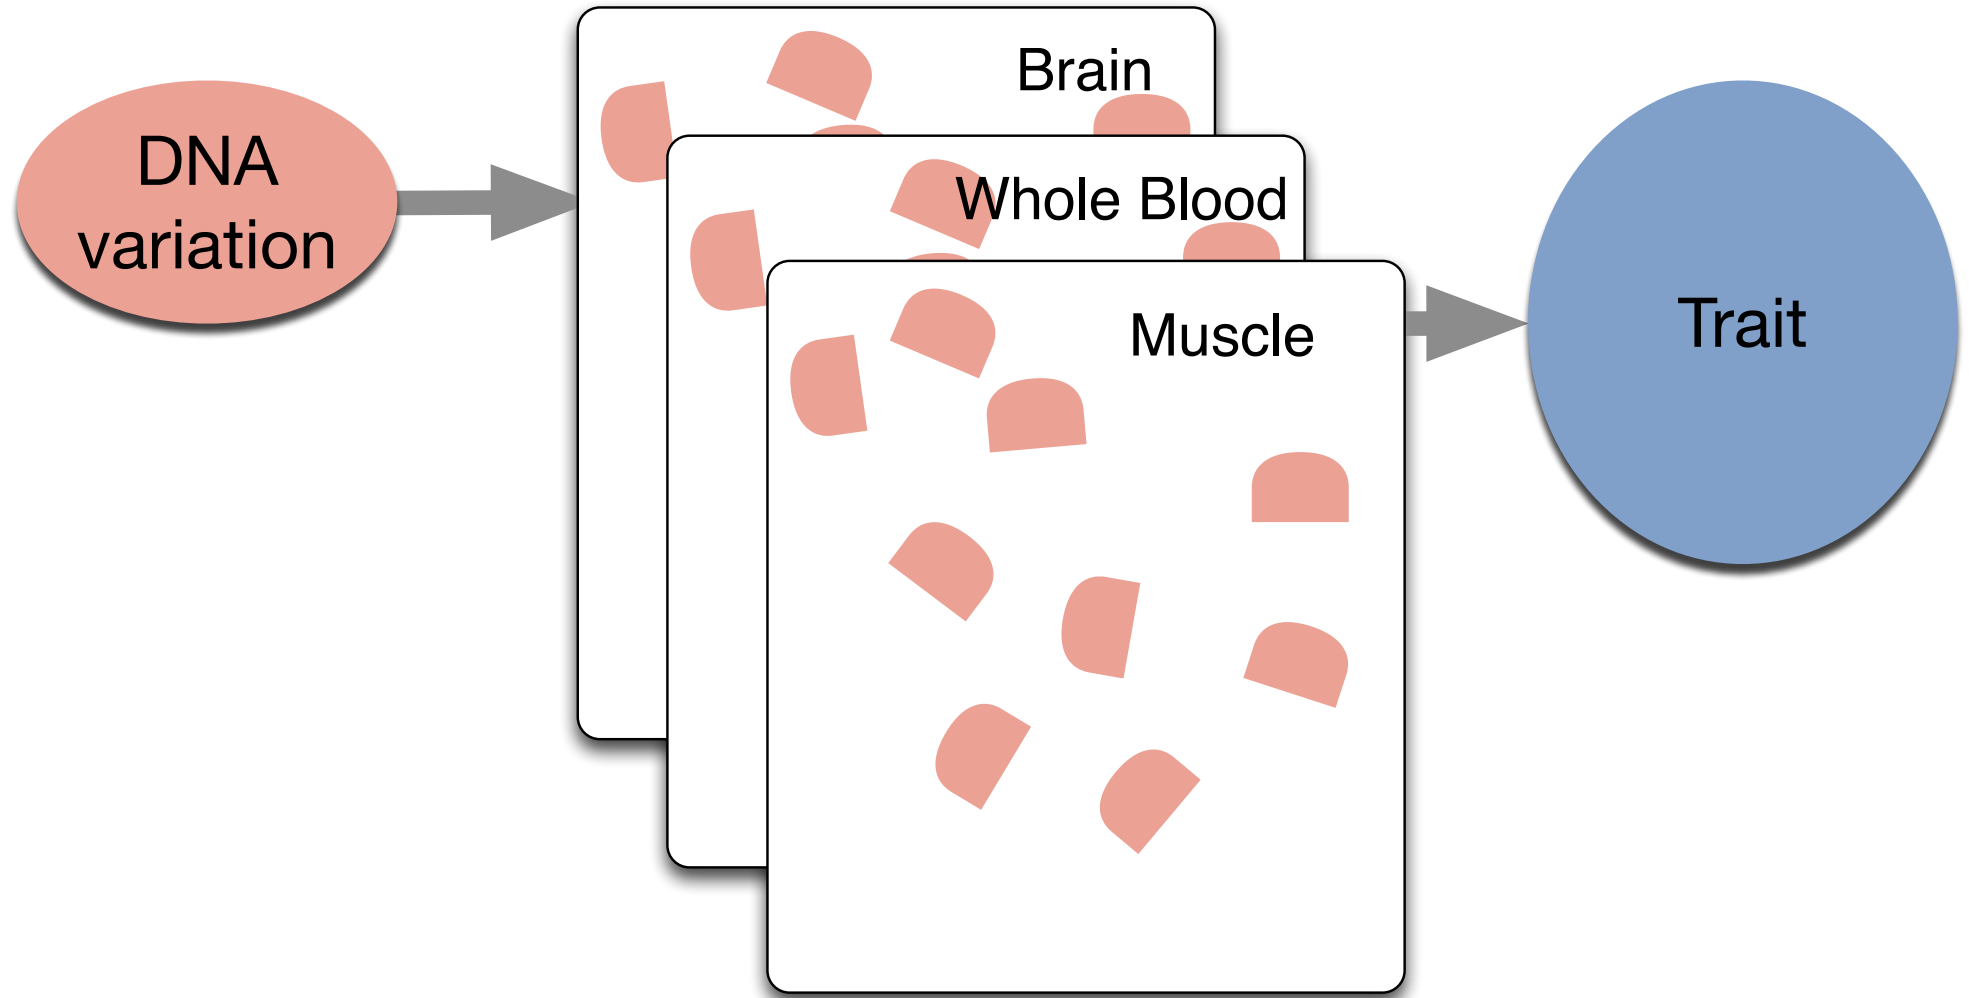 DNA
variation
Brain
Whole Blood
Muscle
Trait